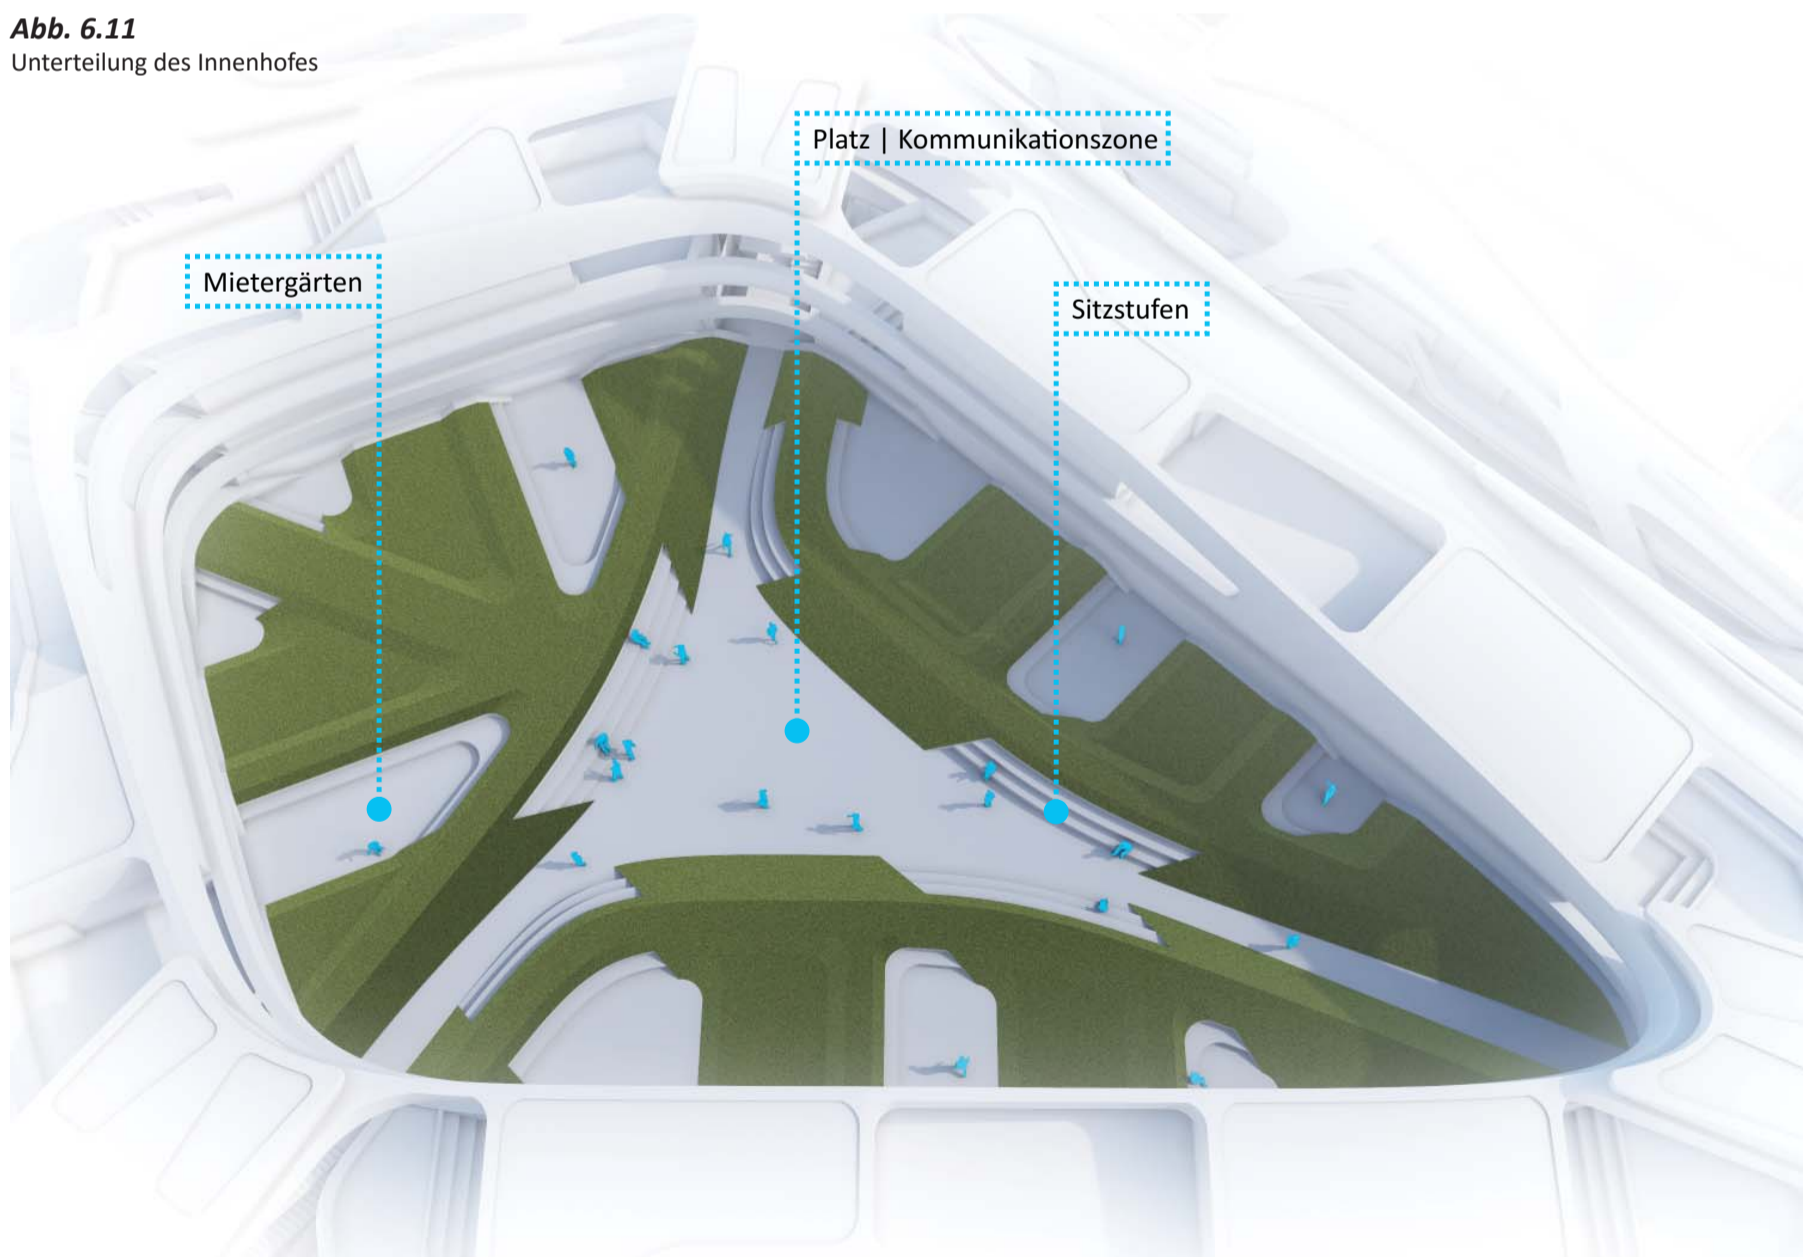 Abb. 6.11
Unterteilung des Innenhofes
Platz | Kommunikationszone
Mietergärten
Sitzstufen